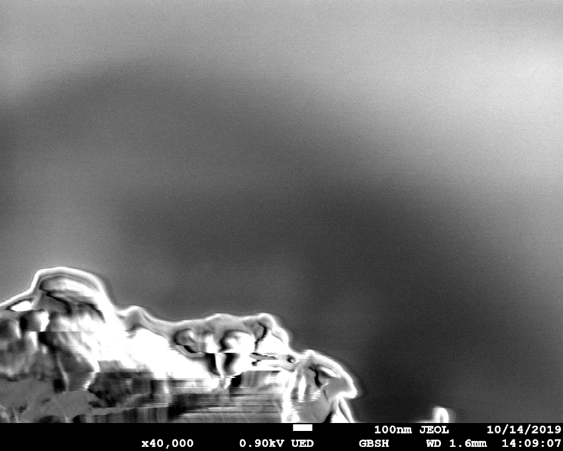 100nm JEOL 10/14/2019
x40,000 0.90kV UED GBSH WD 1.6mm 14:09:07